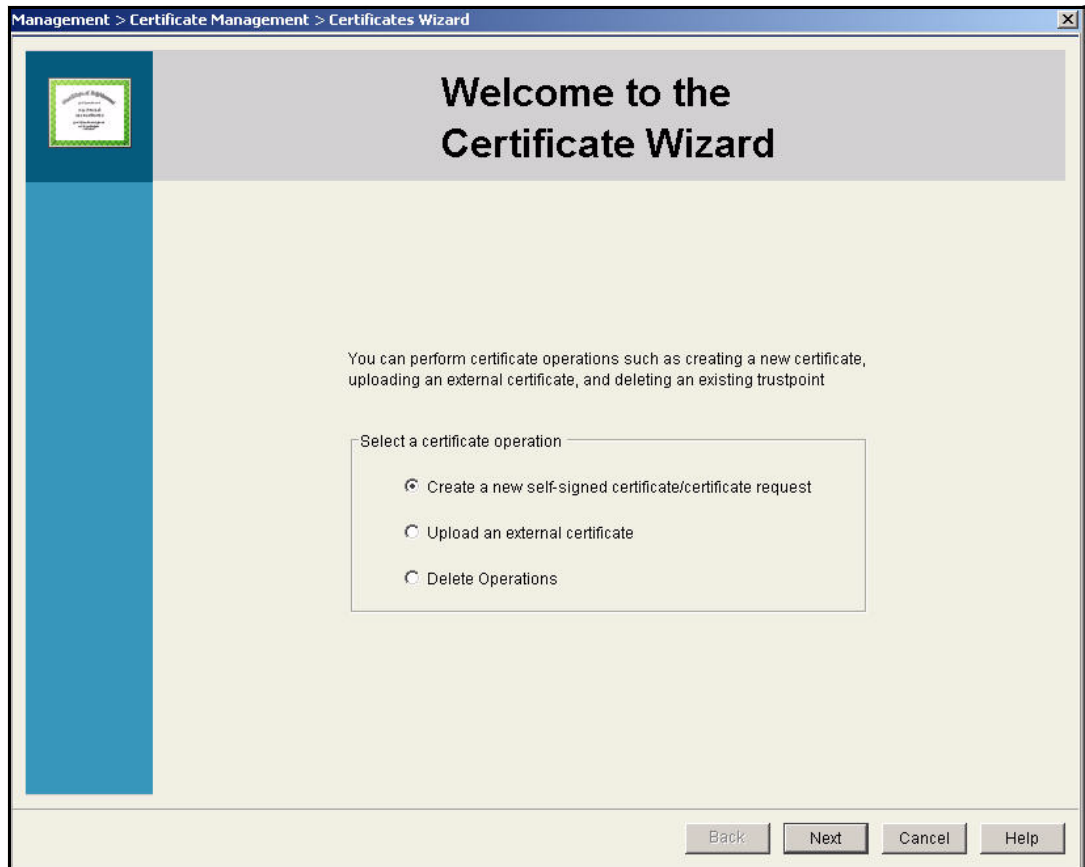 Management > Certificate Management > Certificates Wizard
Welcome to the
Certificate Wizard
You can perform certificate operations such as creating a new certificate,
uploading an external certificate, and deleting an existing trustpoint
Select a certificate operation
Create a new self-signed certificate/certificate request
Upload an external certificate
Delete Operations
Back Next Cancel Help